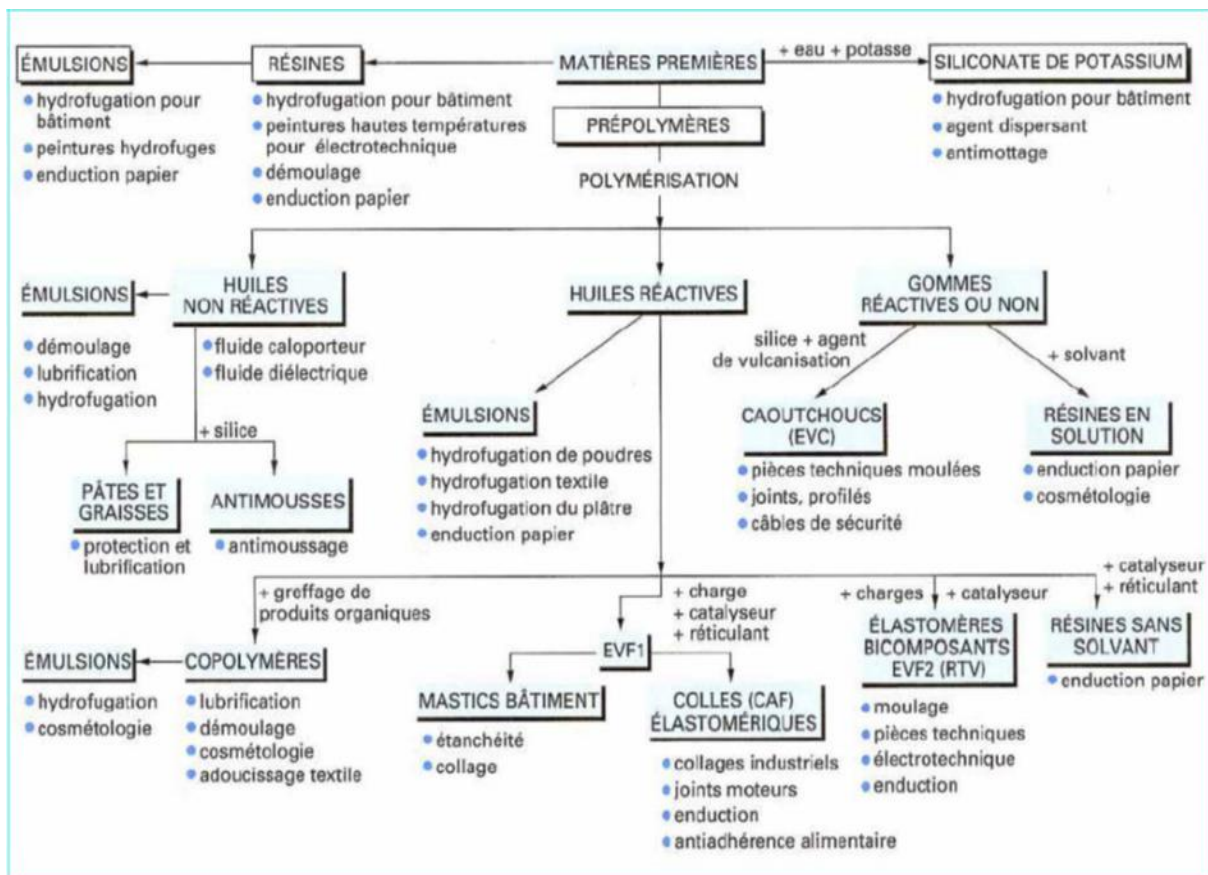 ÉMULSIONS
hydrofugation pour
bâtiment
peintures hydrofuges
enduction papier
RÉSINES
hydrofugation pour bâtiment
peintures hautes températures
pour électrotechnique
démoulage
enduction papier
MATIÈRES PREMIÈRES
+ eau + potasse
SILICONATE DE POTASSIUM
hydrofugation pour bâtiment
agent dispersant
antimottage
PRÉPOLYMÈRES
POLYMÉRISATION
ÉMULSIONS
démoulage
lubrification
hydrofugation
HUILES
NON RÉACTIVES
fluide caloporteur
fluide diélectrique
+ silice
PÂTES ET
GRAISSES
protection et
lubrification
ANTIMOUSSES
antimoussage
HUILES RÉACTIVES
ÉMULSIONS
hydrofugation de poudres
hydrofugation textile
hydrofugation du plâtre
enduction papier
GOMMES
RÉACTIVES OU NON
silice + agent
de vulcanisation
+ solvant
CAOUTCHOUCS
(EVC)
pièces techniques moulées
joints, profilés
câbles de sécurité
RÉSINES EN
SOLUTION
enduction papier
cosmétologie
+ greffage de
produits organiques
ÉMULSIONS
hydrofugation
cosmétologie
COPOLYMÈRES
lubrification
démoulage
cosmétologie
adoucissage textile
+ charge
+ catalyseur
+ réticulant
EVF1
MASTICS BÂTIMENT
étanchéité
collage
COLLES (CAF)
ÉLASTOMÉRIQUES
collages industriels
joints moteurs
enduction
antiadhérence alimentaire
+ charges + catalyseur
ÉLASTOMÈRES
BICOMPOSANTS
EVF2 (RTV)
moulage
pièces techniques
électrotechnique
enduction
+ catalyseur
+ réticulant
RÉSINES SANS
SOLVANT
enduction papier